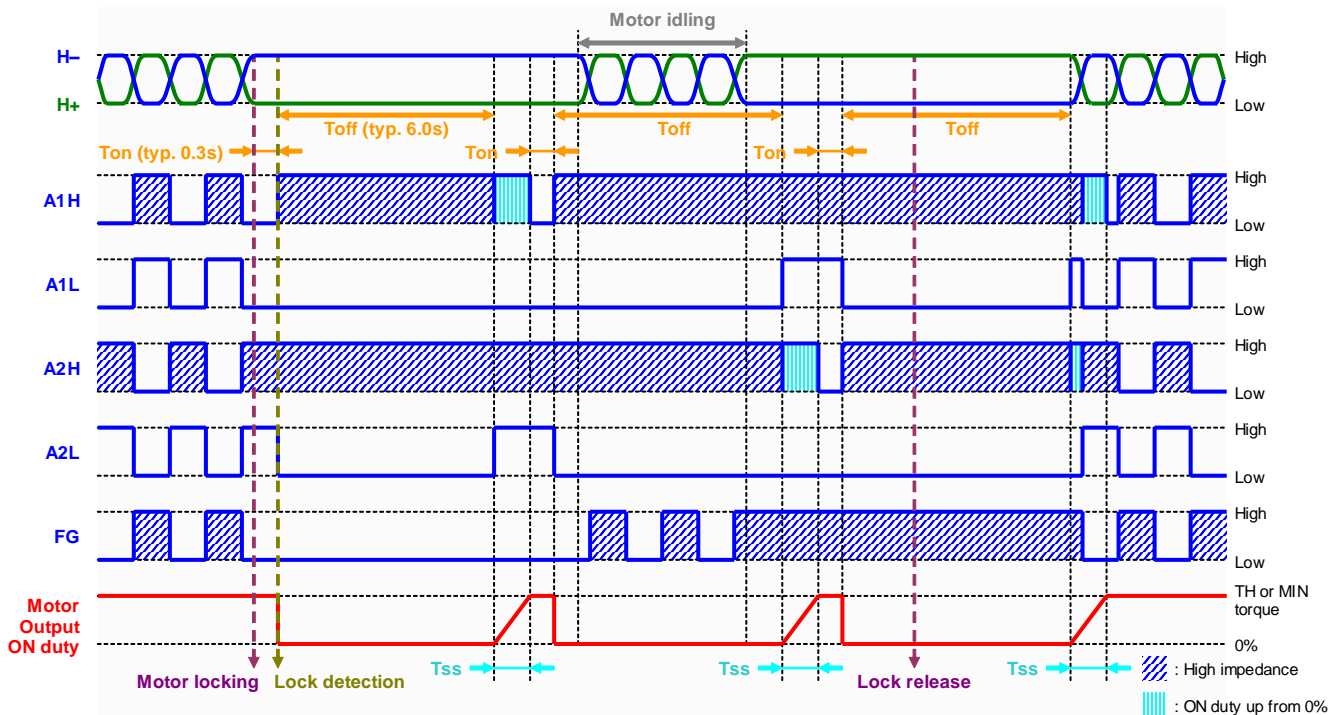 Motor idling
H–
High
H+
Low
Toff (typ. 6.0s)
Toff
Toff
Ton (typ. 0.3s)
Ton
Ton
A1H
High
Low
A1L
High
Low
A2H
High
Low
A2L
High
Low
FG
High
Low
Motor
Output
ON duty
TH or MIN
torque
0%
Tss
Tss
Tss
Motor locking
Lock detection
Lock release
: High impedance
: ON duty up from 0%